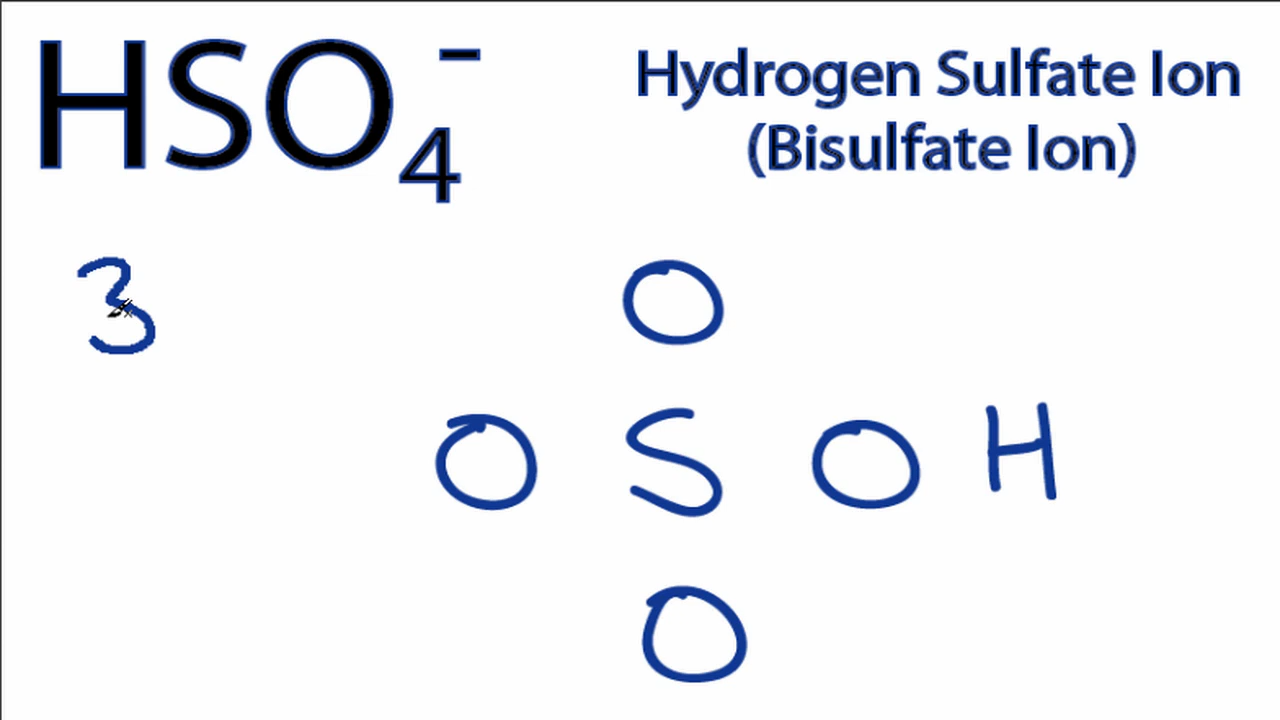 HSO₄⁻
Hydrogen Sulfate Ion
(Bisulfate Ion)
3
O
O S O H
O